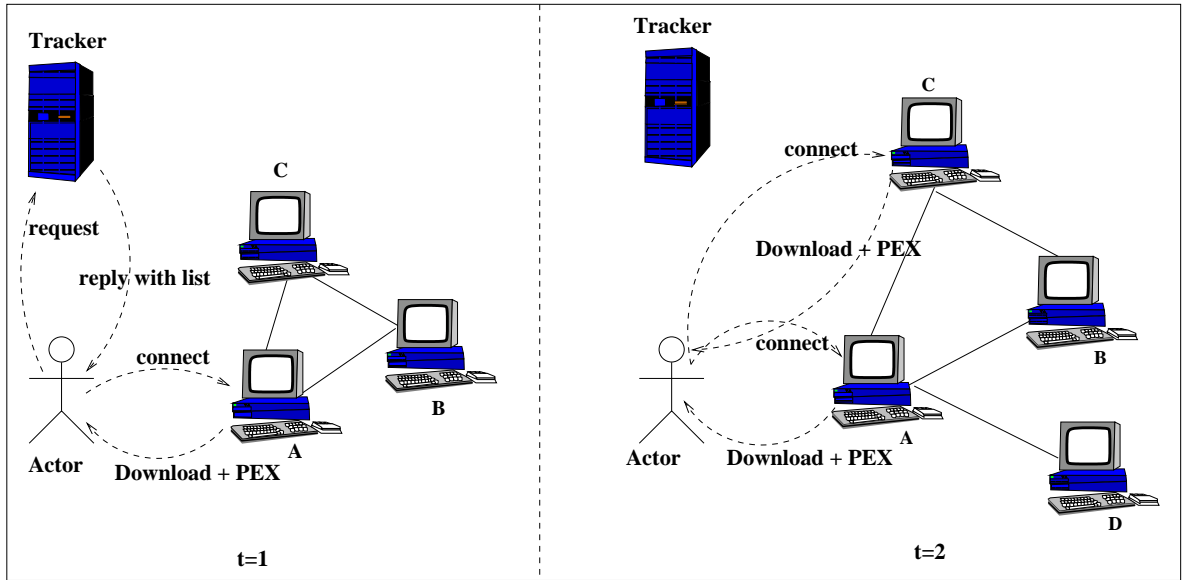 Tracker
C
request
reply with list
connect
B
A
Actor
Download + PEX
t=1
Tracker
C
connect
Download + PEX
connect
B
A
Actor
Download + PEX
D
t=2